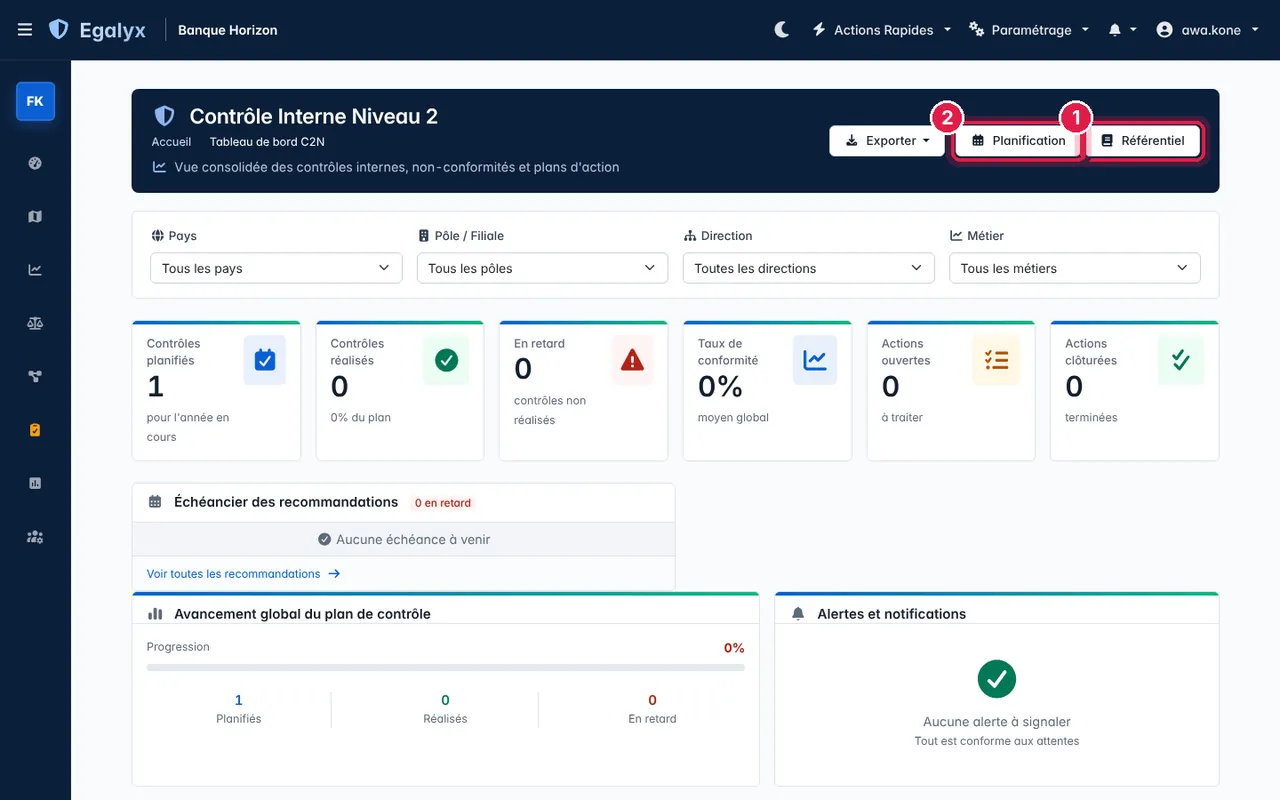 Egalyx
Banque Horizon
Actions Rapides
Paramétrage
awa.kone
FK
Contrôle Interne Niveau 2
Accueil
Tableau de bord C2N
Vue consolidée des contrôles internes, non-conformités et plans d'action
Exporter
2
Planification
1
Référentiel
Pays
Tous les pays
Pôle / Filiale
Tous les pôles
Direction
Toutes les directions
Métier
Tous les métiers
Contrôles
planifiés
1
pour l'année en
cours
Contrôles
réalisés
0
0% du plan
En retard
0
contrôles non
réalisés
Taux de
conformité
0%
moyen global
Actions
ouvertes
0
à traiter
Actions
clôturées
0
terminées
Échéancier des recommandations
0 en retard
Aucune échéance à venir
Voir toutes les recommandations
Avancement global du plan de contrôle
Progression
0%
1
Planifiés
0
Réalisés
0
En retard
Alertes et notifications
Aucune alerte à signaler
Tout est conforme aux attentes